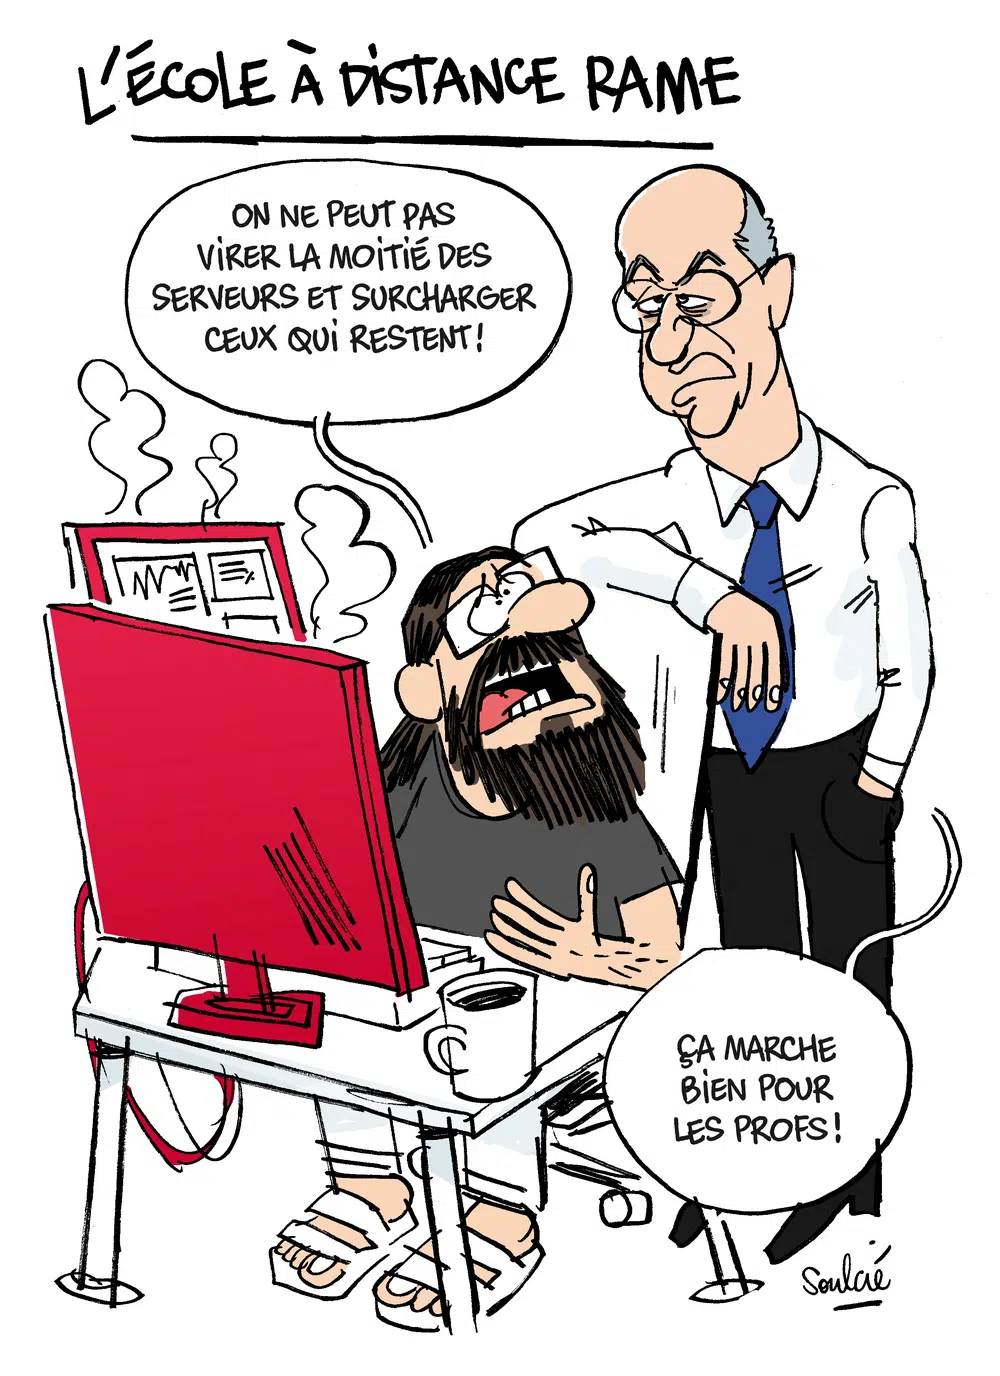 L'ÉCOLE À DISTANCE RAME
ON NE PEUT PAS
VIRER LA MOITIÉ DES
SERVEURS ET SURCHARGER
CEUX QUI RESTENT !
ÇA MARCHE
BIEN POUR
LES PROFS !
Soulcié